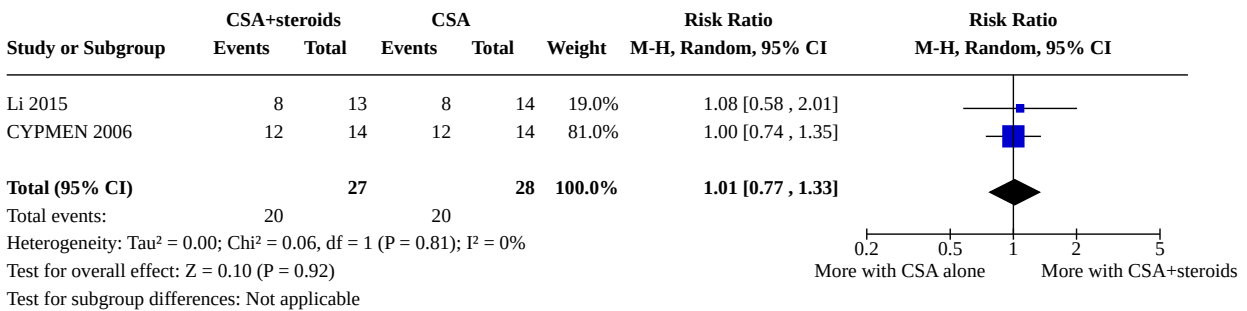 CSA+steroids CSA Risk Ratio Risk Ratio
Study or Subgroup Events Total Events Total Weight M-H, Random, 95% CI M-H, Random, 95% CI
Li 2015 8 13 8 14 19.0% 1.08 [0.58 , 2.01]
CYPMEN 2006 12 14 12 14 81.0% 1.00 [0.74 , 1.35]
Total (95% CI) 27 28 100.0% 1.01 [0.77 , 1.33]
Total events: 20 20
Heterogeneity: Tau² = 0.00; Chi² = 0.06, df = 1 (P = 0.81); I² = 0%
0.2 0.5 1 2 5
Test for overall effect: Z = 0.10 (P = 0.92) More with CSA alone More with CSA+steroids
Test for subgroup differences: Not applicable